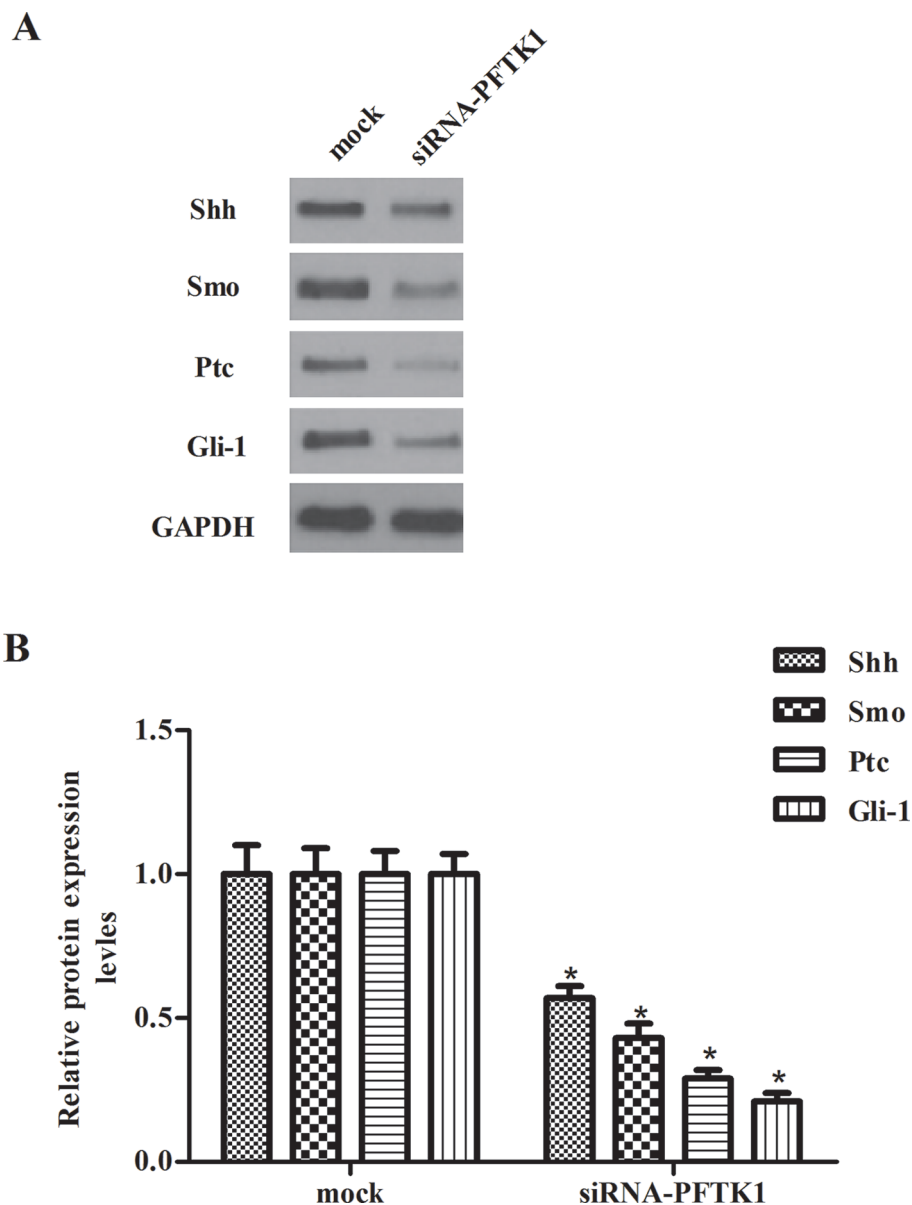 A
mock
siRNA-PFTK1
Shh
Smo
Ptc
Gli-1
GAPDH
B
Shh
Smo
Ptc
Gli-1
Relative protein expression
levles
1.5
1.0
0.5
0.0
*
*
*
*
mock
siRNA-PFTK1